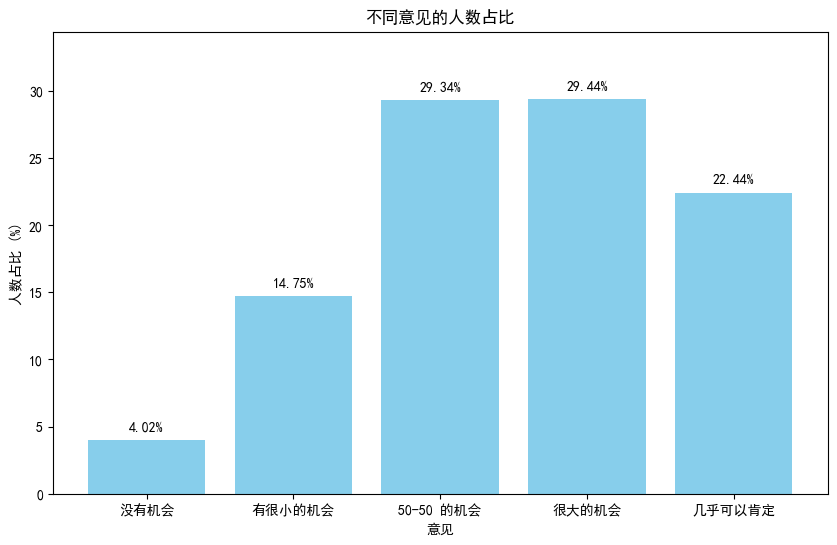 不同意见的人数占比
人数占比 (%)
30
25
20
15
10
5
0
4.02%
14.75%
29.34%
29.44%
22.44%
没有机会
有很小的机会
50-50 的机会
很大的机会
几乎可以肯定
意见